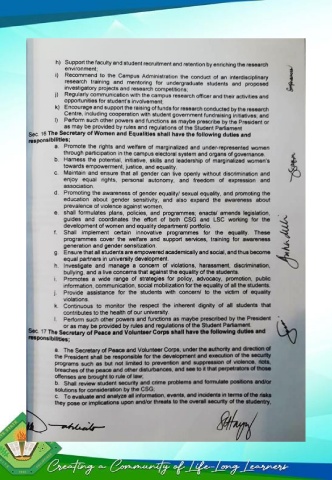 h) Support the faculty and student recruitment and retention by enriching the research
environment;
i) Recommend to the Campus Administration the conduct of an interdisciplinary
research training and mentoring for undergraduate students and proposed
investigatory projects and research competitions;
j) Regularly communication with the campus research officer and their activities and
opportunities for student's involvement.
k) Encourage and support the raising of funds for research conducted by the Research
Centre, including cooperation with student government fundraising initiatives; and
l) Perform such other powers and functions as maybe prescribe by the President or
as may be provided by rules and regulations of the Student Parliament
Sec. 16 The Secretary of Women and Equalities shall have the following duties and
responsibilities;
a. Promote the rights and welfare of marginalized and under-represented women
through participation in the campus electoral system and organs of governance.
b. Harness the potential, initiative, skills and leadership of marginalized women's
towards empowerment, justice, and equality.
c. Maintain and ensure that all gender can live openly without discrimination and
enjoy equal rights, personal autonomy, and freedom of expression and
association.
d. Promoting the awareness of gender equality/ sexual equality, and promoting the
education about gender sensitivity, and also expand the awareness about
prevalence of violence against women.
e. shall formulates plans, policies, and programmes, enacts/ amends legislation,
guides and coordinates the effort of both CSG and LSC working for the
development of women and equality department/ portfolio.
f. Shall implement certain innovative programmes for the equality. These
programmes cover the welfare and support services, training for awareness
generation and gender sensitization.
g. Ensure that all students are empowered academically and social, and thus become
equal partners in university development.
h. Investigate and manage a concern of violations, harassment, discrimination,
bullying, and a live concerns that against the equality of the students.
i. Promotes a wide range of strategies for policy, advocacy, promotion, public
information, communication, social mobilization for the equality of all the students.
j. Provide assistance for the students with concern to the victim of equality
violations.
k. Continuous to monitor the respect the inherent dignity of all students that
contributes to the health of our university.
l. Perform such other powers and functions as maybe prescribed by the President
or as may be provided by rules and regulations of the Student Parliament.
Sec. 17 The Secretary of Peace and Volunteer Corps shall have the following duties and
responsibilities;
a. The Secretary of Peace and Volunteer Corps, under the authority and direction of
the President shall be responsible for the development and execution of the security
programs such as but not limited to prevention and suppression of violence, riots,
breaches of the peace and other disturbances, and see to it that perpetrators of those
offenses are brought to rule of law;
b Shall review student security and crime problems and formulate positions and/or
solutions for consideration by the CSG;
c. To evaluate and analyze all information, events, and incidents in terms of the risks
they pose or implications upon and/or threats to the overall security of the studentry,
Creating a Community of Life-Long Learners